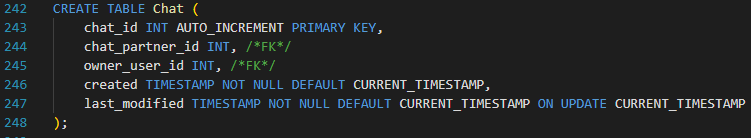 242 CREATE TABLE Chat (
243 chat_id INT AUTO_INCREMENT PRIMARY KEY,
244 chat_partner_id INT, /*FK*/
245 owner_user_id INT, /*FK*/
246 created TIMESTAMP NOT NULL DEFAULT CURRENT_TIMESTAMP,
247 last_modified TIMESTAMP NOT NULL DEFAULT CURRENT_TIMESTAMP ON UPDATE CURRENT_TIMESTAMP
248 );